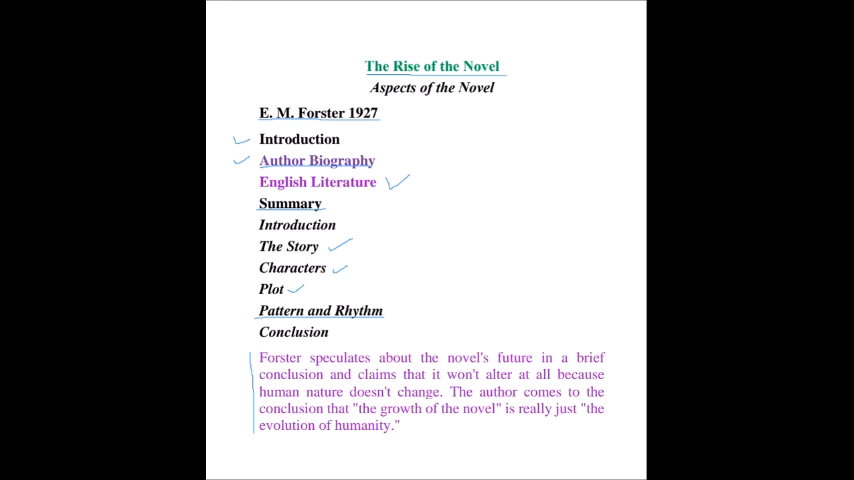 The Rise of the Novel
Aspects of the Novel
E. M. Forster 1927
Introduction
Author Biography
English Literature
Summary
Introduction
The Story
Characters
Plot
Pattern and Rhythm
Conclusion
Forster speculates about the novel's future in a brief
conclusion and claims that it won't alter at all because
human nature doesn't change. The author comes to the
conclusion that "the growth of the novel" is really just "the
evolution of humanity."